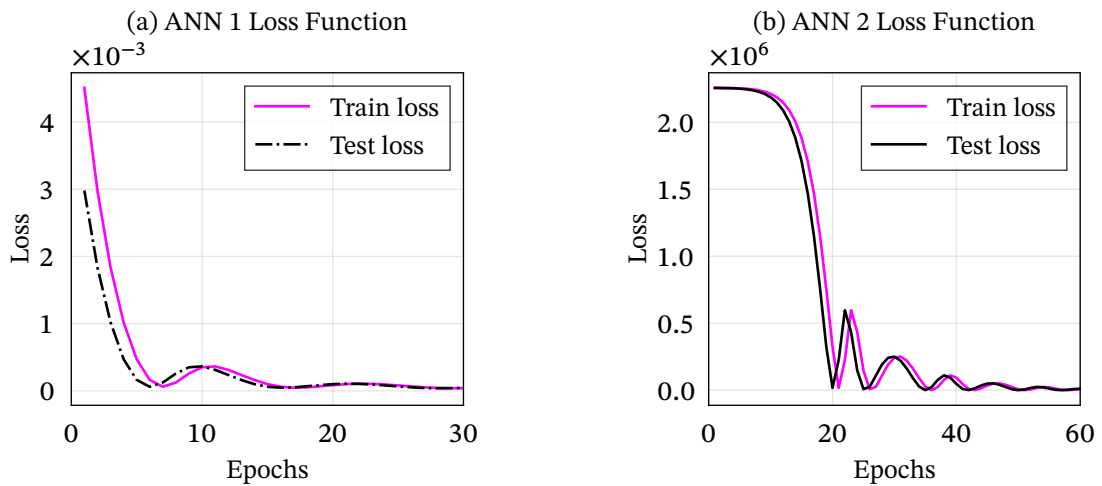 (a) ANN 1 Loss Function
×10⁻³
4
3
2
1
0
0 10 20 30
Loss
Epochs
Train loss
Test loss
(b) ANN 2 Loss Function
×10⁶
2.0
1.5
1.0
0.5
0.0
0 20 40 60
Loss
Epochs
Train loss
Test loss